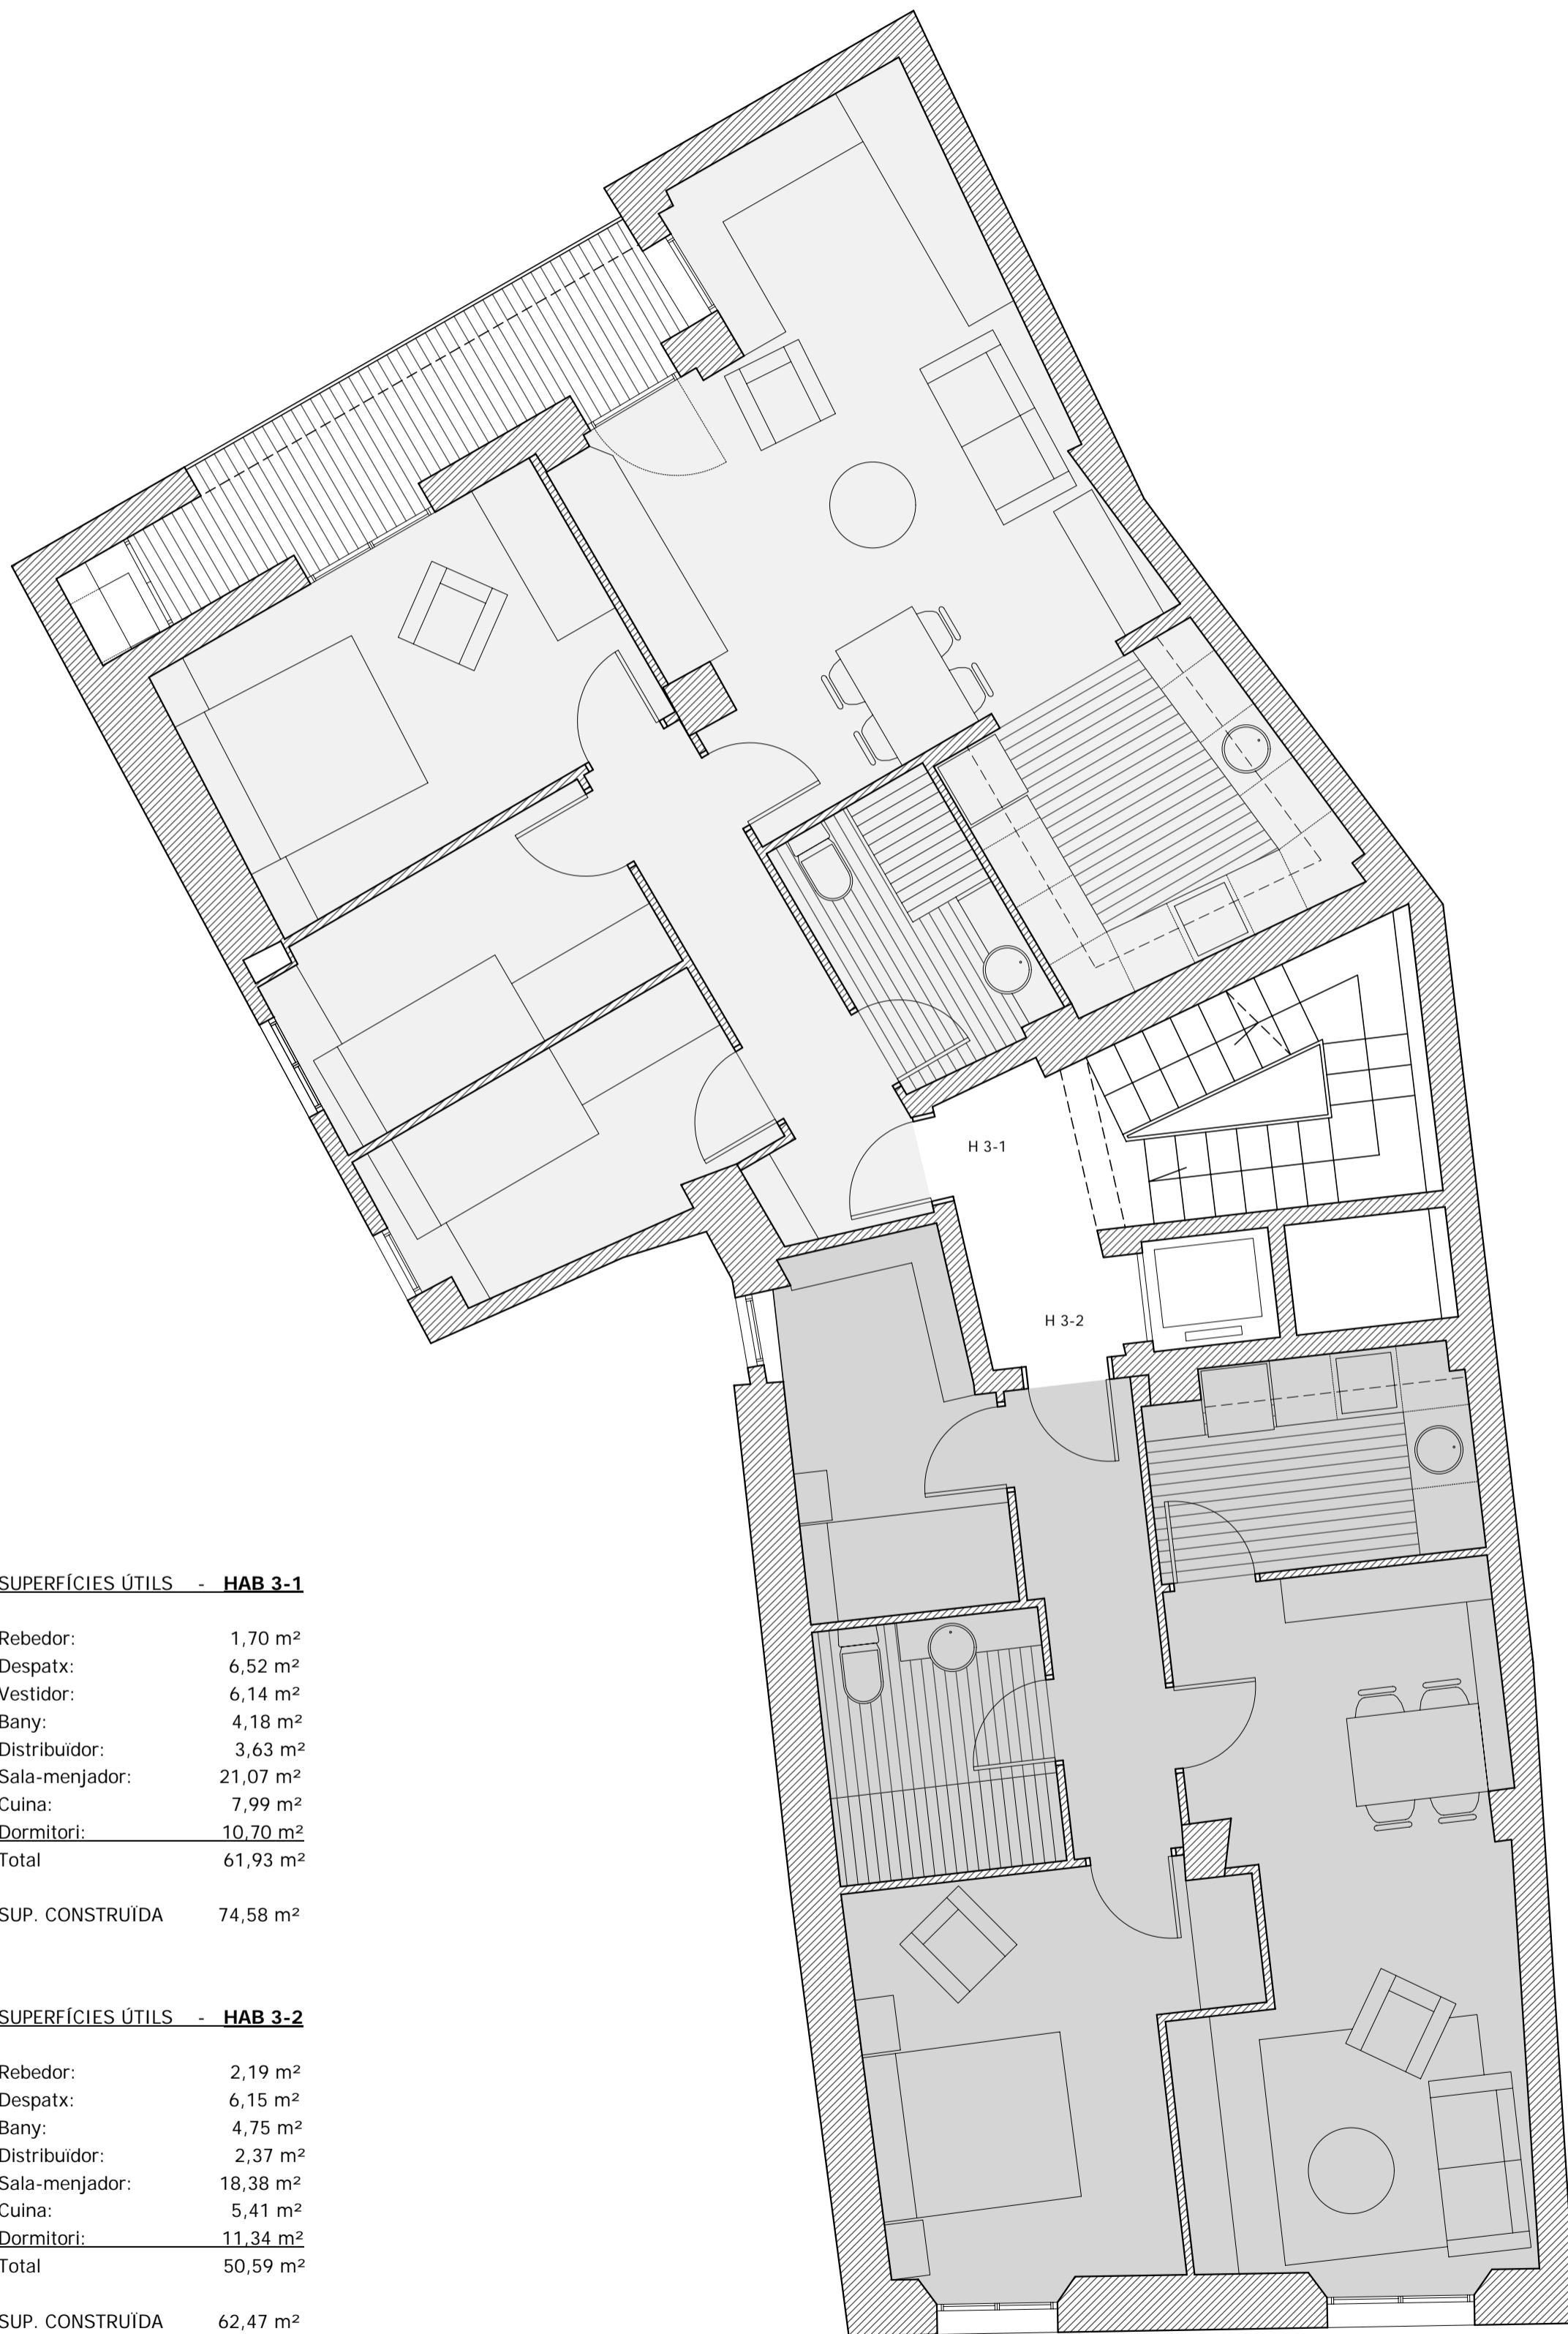 H 3-1
H 3-2
SUPERFÍCIES ÚTILS - HAB 3-1
Rebedor: 1,70 m²
Despatx: 6,52 m²
Vestidor: 6,14 m²
Bany: 4,18 m²
Distribuïdor: 3,63 m²
Sala-menjador: 21,07 m²
Cuina: 7,99 m²
Dormitori: 10,70 m²
Total 61,93 m²
SUP. CONSTRUÏDA 74,58 m²
SUPERFÍCIES ÚTILS - HAB 3-2
Rebedor: 2,19 m²
Despatx: 6,15 m²
Bany: 4,75 m²
Distribuïdor: 2,37 m²
Sala-menjador: 18,38 m²
Cuina: 5,41 m²
Dormitori: 11,34 m²
Total 50,59 m²
SUP. CONSTRUÏDA 62,47 m²